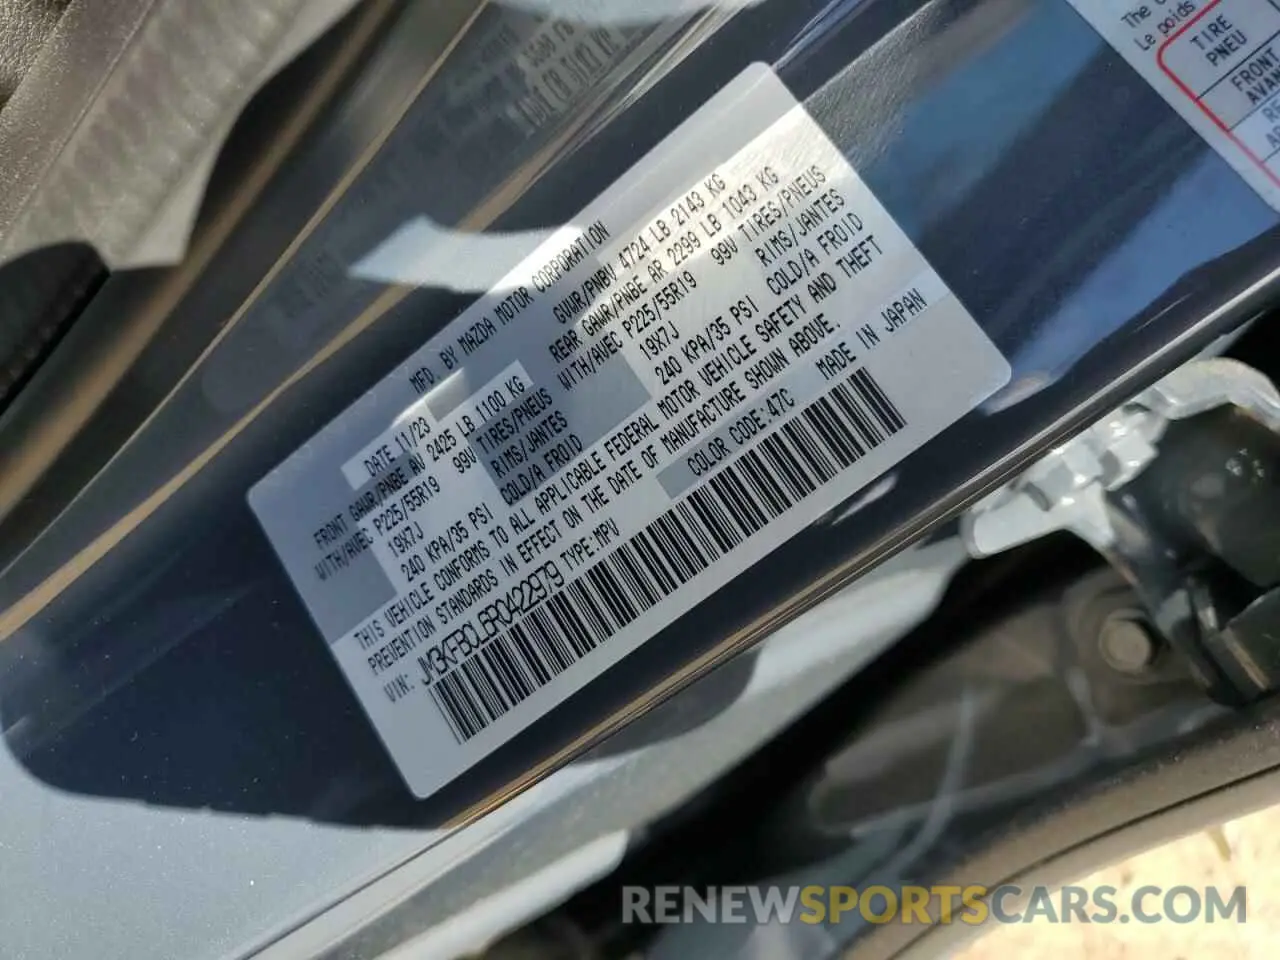 MFD. BY MAZDA MOTOR CORPORATION
DATE 11/23 GVWR/PNBV 4724 LB 2143 KG
FRONT GAWR/PNBE AV 2425 LB 1100 KG REAR GAWR/PNBE AR 2299 LB 1043 KG
WITH/AVEC P225/55R19 99V TIRES/PNEUS WITH/AVEC P225/55R19 99V TIRES/PNEUS
19X7J RIMS/JANTES 19X7J RIMS/JANTES
240 KPA/35 PSI COLD/A FROID 240 KPA/35 PSI COLD/A FROID
THIS VEHICLE CONFORMS TO ALL APPLICABLE FEDERAL MOTOR VEHICLE SAFETY AND THEFT
PREVENTION STANDARDS IN EFFECT ON THE DATE OF MANUFACTURE SHOWN ABOVE.
VIN: JM3KFBCL6R0422979 TYPE:MPV COLOR CODE:47C MADE IN JAPAN
The
Le poids
TIRE
PNEU
FRONT
RENEWSPORTSCARS.COM